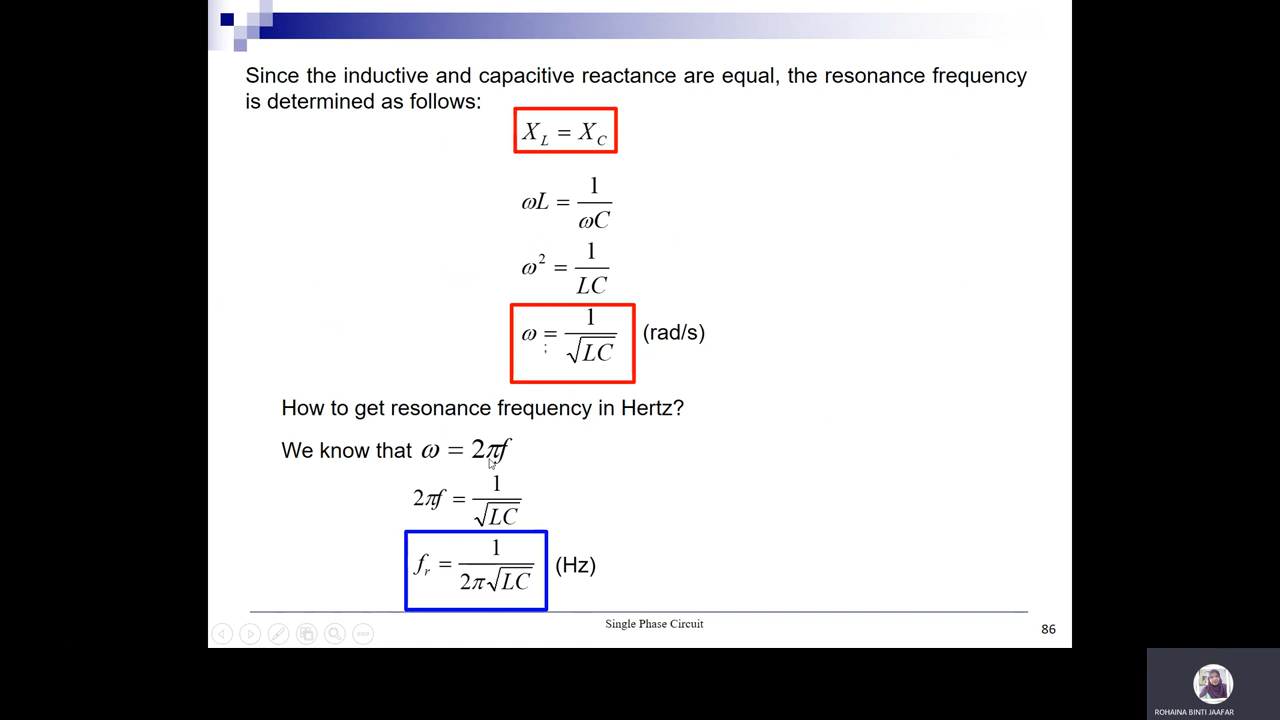 Since the inductive and capacitive reactance are equal, the resonance frequency
is determined as follows:
X_L = X_C
ωL = 1/ωC
ω² = 1/LC
ω = 1/√LC (rad/s)
How to get resonance frequency in Hertz?
We know that ω = 2πf
2πf = 1/√LC
f_r = 1/2π√LC (Hz)
Single Phase Circuit
86
ROHAINA BINTI JAAFAR